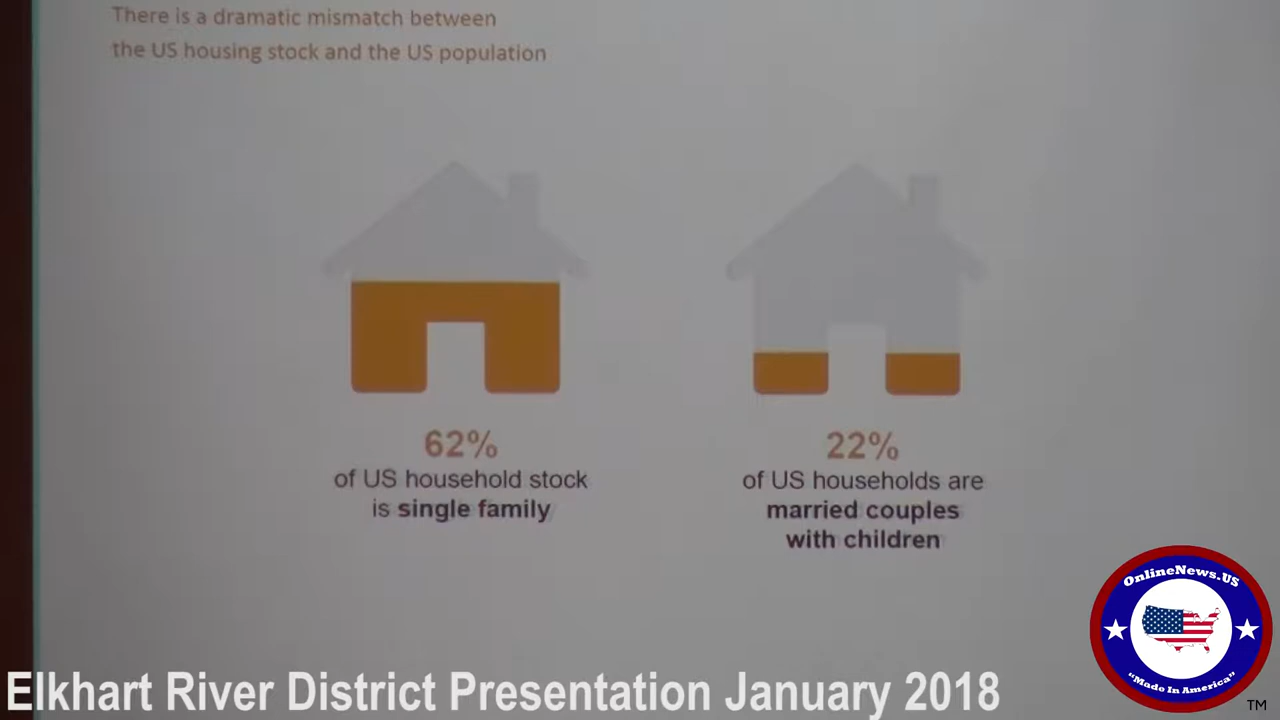 There is a dramatic mismatch between
the US housing stock and the US population
62%
of US household stock
is single family
22%
of US households are
married couples
with children
OnlineNews.US
"Made In America"
TM
Elkhart River District Presentation January 2018